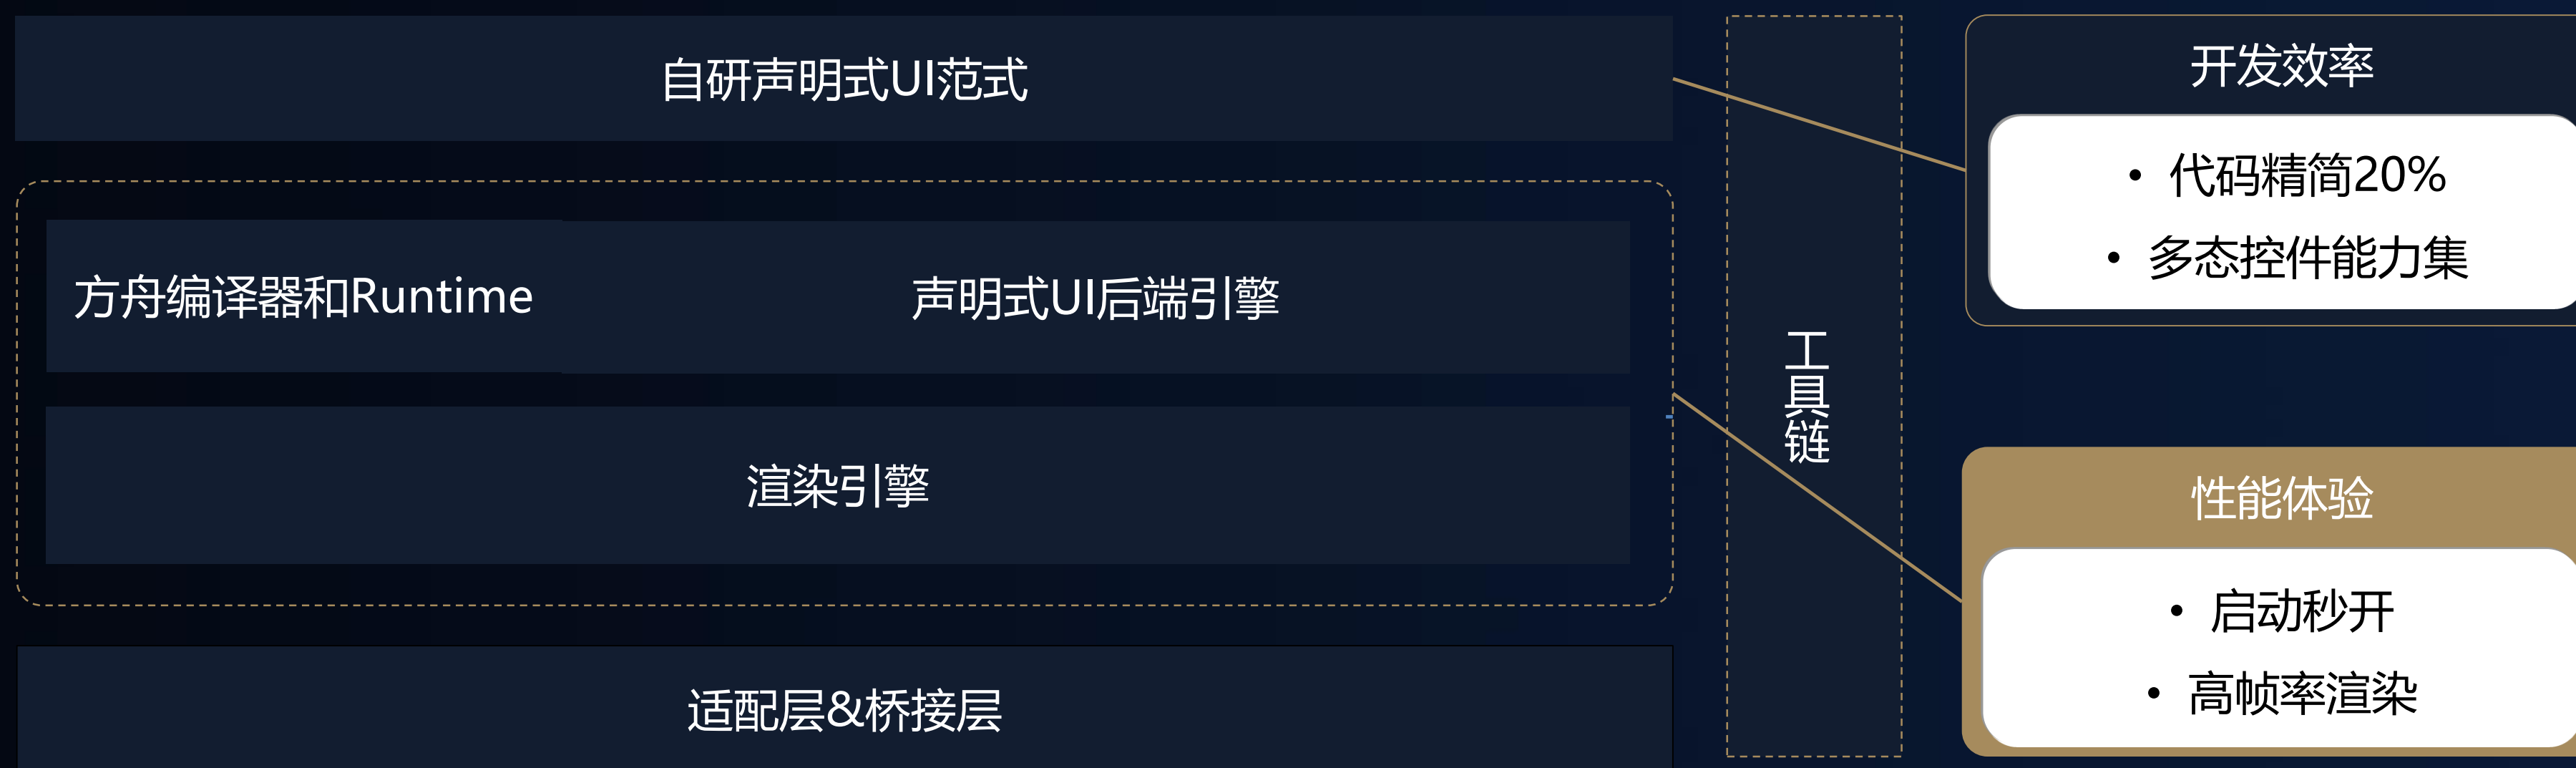 自研声明式UI范式
方舟编译器和Runtime
声明式UI后端引擎
渲染引擎
适配层&桥接层
工具链
开发效率
• 代码精简20%
• 多态控件能力集
性能体验
• 启动秒开
• 高帧率渲染